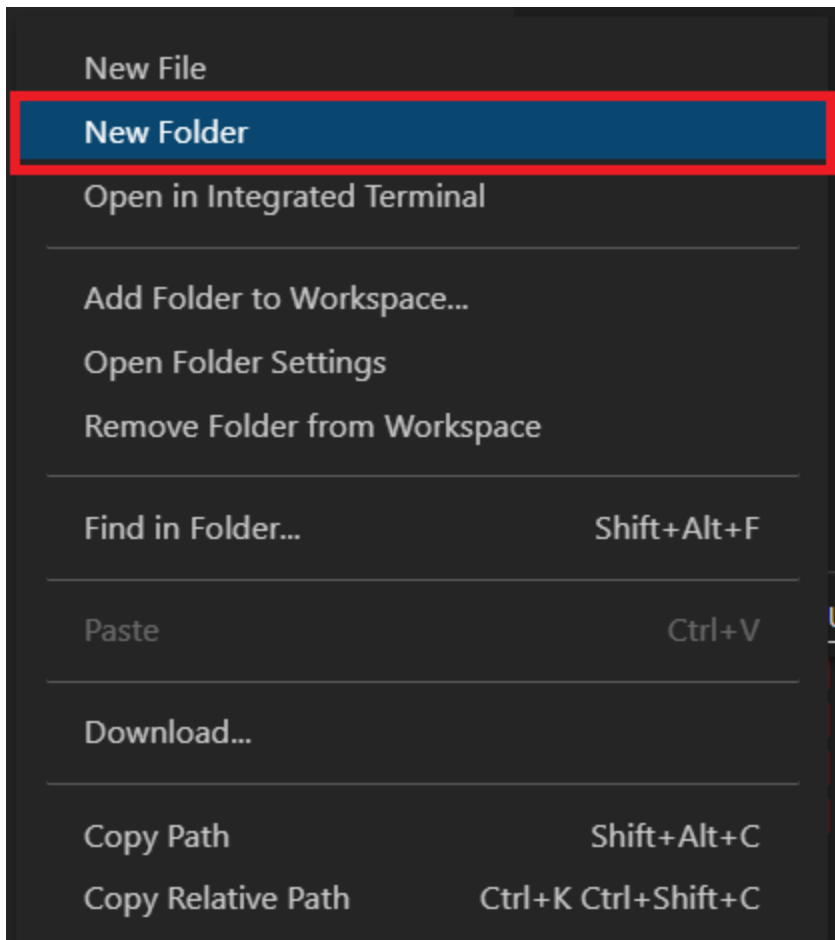 New File
New Folder
Open in Integrated Terminal
Add Folder to Workspace...
Open Folder Settings
Remove Folder from Workspace
Find in Folder... Shift+Alt+F
Paste Ctrl+V
Download...
Copy Path Shift+Alt+C
Copy Relative Path Ctrl+K Ctrl+Shift+C